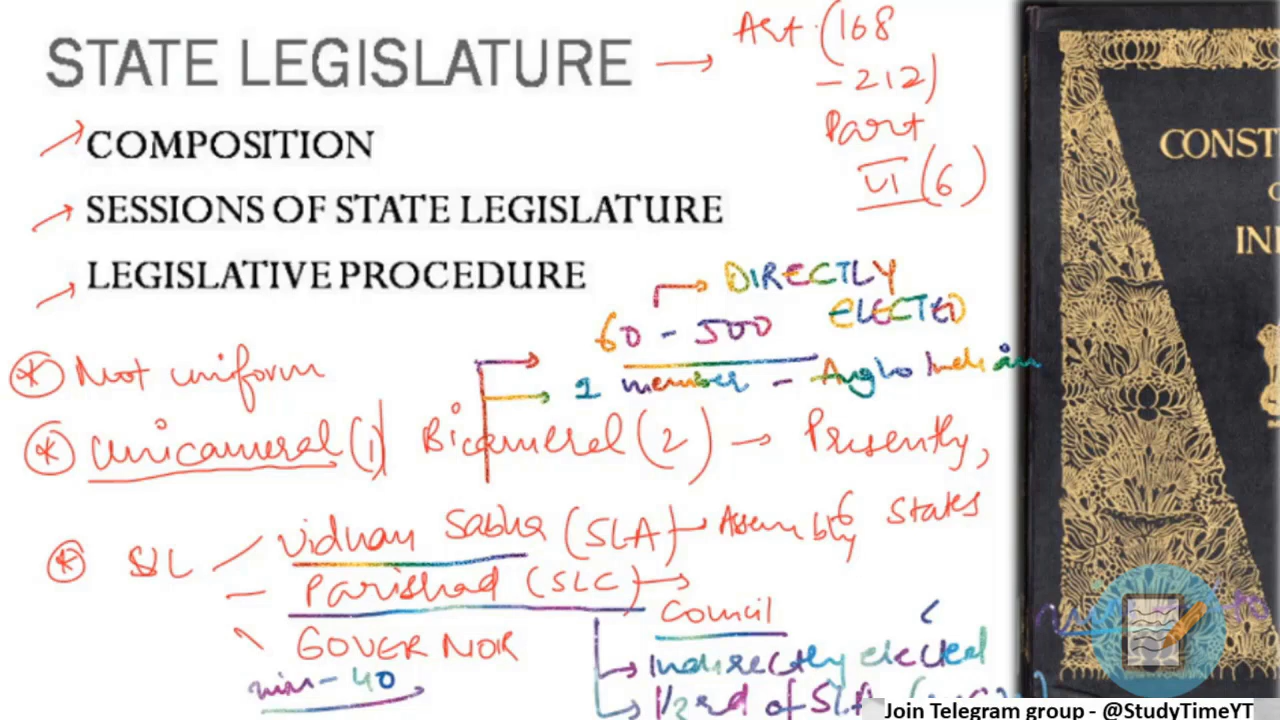 STATE LEGISLATURE → Art. (168
- 212)
Part
VI (6)
→ COMPOSITION
→ SESSIONS OF STATE LEGISLATURE
→ LEGISLATIVE PROCEDURE
DIRECTLY
ELECTED
60 - 500
1 member - Anglo Indian
* Not uniform
* Unicameral (1) Bicameral (2) → Presently,
6 States
* SL Vidhan Sabha (SLA) → Assembly
Parishad (SLC) →
Council
GOVERNOR
min - 40
Indirectly elected
1/3rd of SLA
CONST
IN
Join Telegram group - @StudyTimeYT